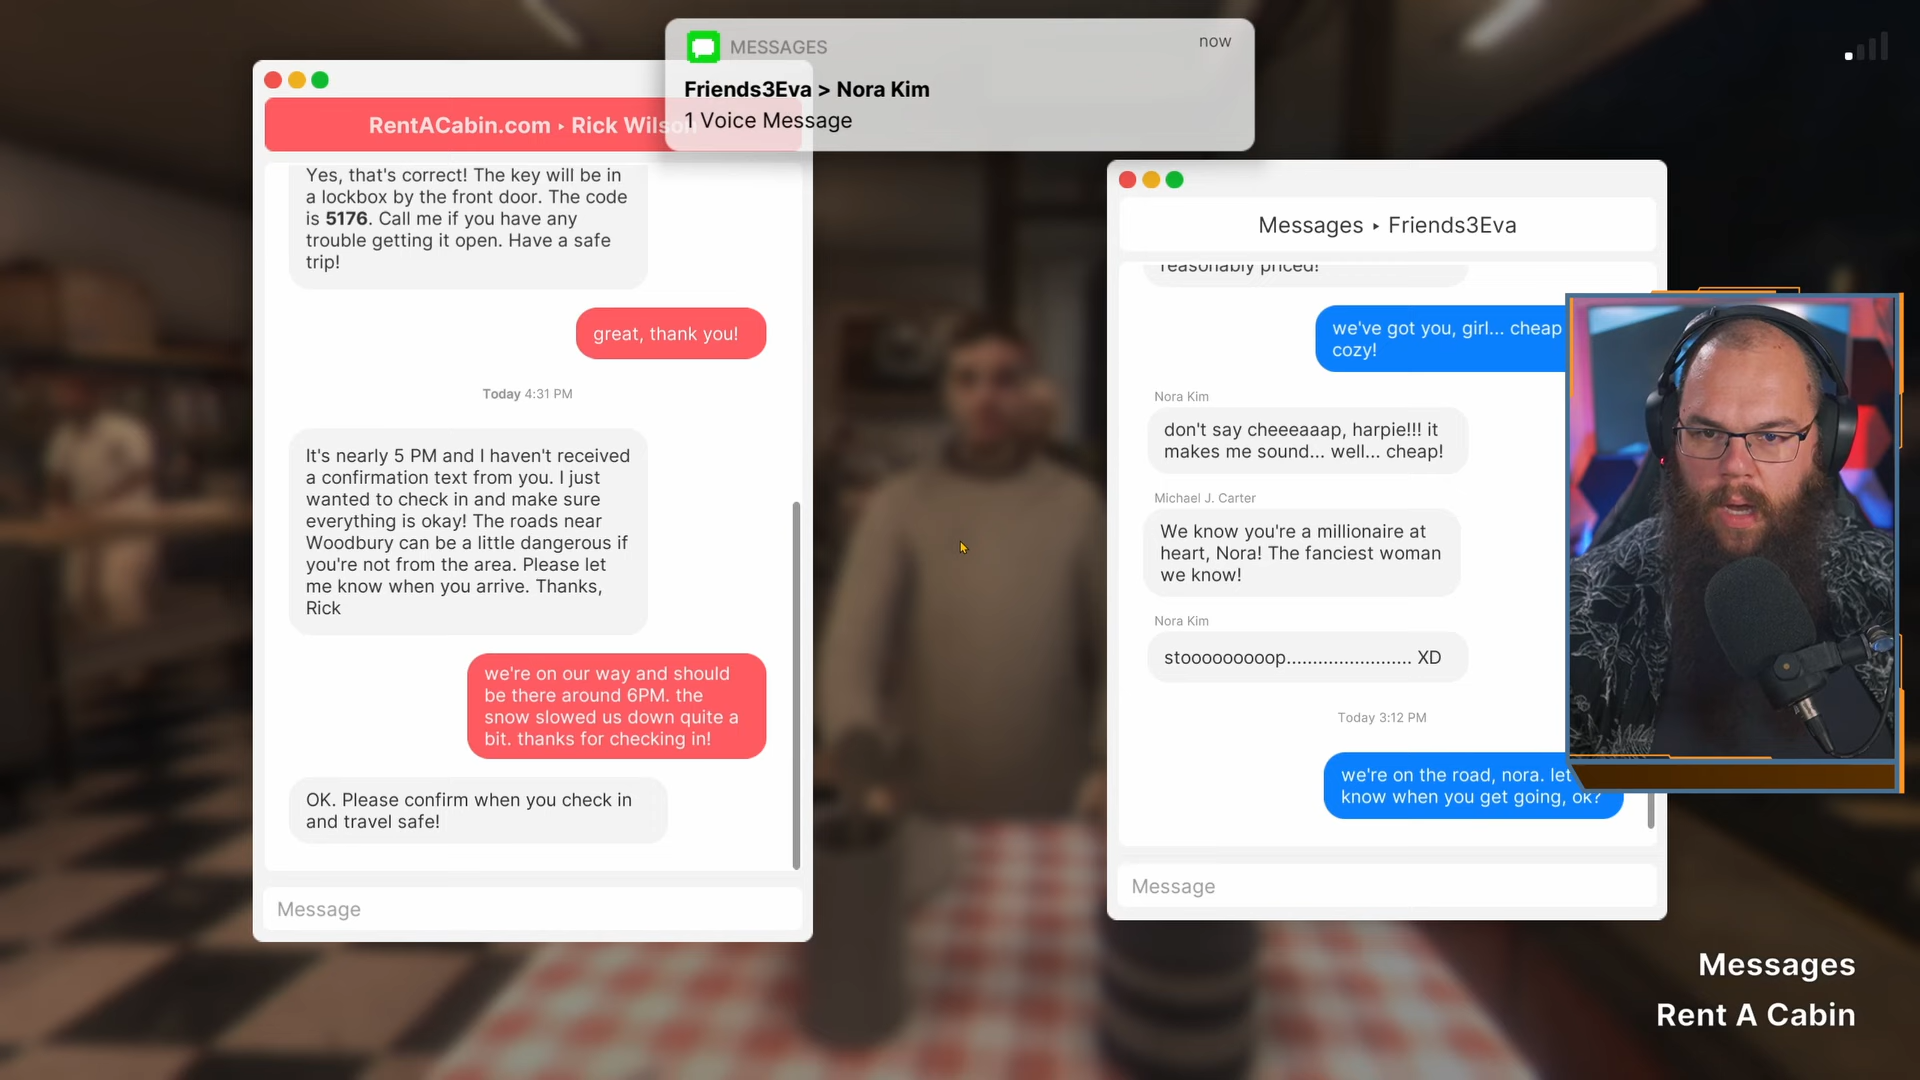 MESSAGES
now
Friends3Eva > Nora Kim
1 Voice Message
RentACabin.com ▸ Rick Wilson
Yes, that's correct! The key will be in
a lockbox by the front door. The code
is 5176. Call me if you have any
trouble getting it open. Have a safe
trip!
great, thank you!
Today 4:31 PM
It's nearly 5 PM and I haven't received
a confirmation text from you. I just
wanted to check in and make sure
everything is okay! The roads near
Woodbury can be a little dangerous if
you're not from the area. Please let
me know when you arrive. Thanks,
Rick
we're on our way and should
be there around 6PM. the
snow slowed us down quite a
bit. thanks for checking in!
OK. Please confirm when you check in
and travel safe!
Message
Messages ▸ Friends3Eva
reasonably priced!
we've got you, girl... cheap
cozy!
Nora Kim
don't say cheeeaaap, harpie!!! it
makes me sound... well... cheap!
Michael J. Carter
We know you're a millionaire at
heart, Nora! The fanciest woman
we know!
Nora Kim
stooooooooop........................ XD
Today 3:12 PM
we're on the road, nora. let
know when you get going, ok?
Message
Messages
Rent A Cabin